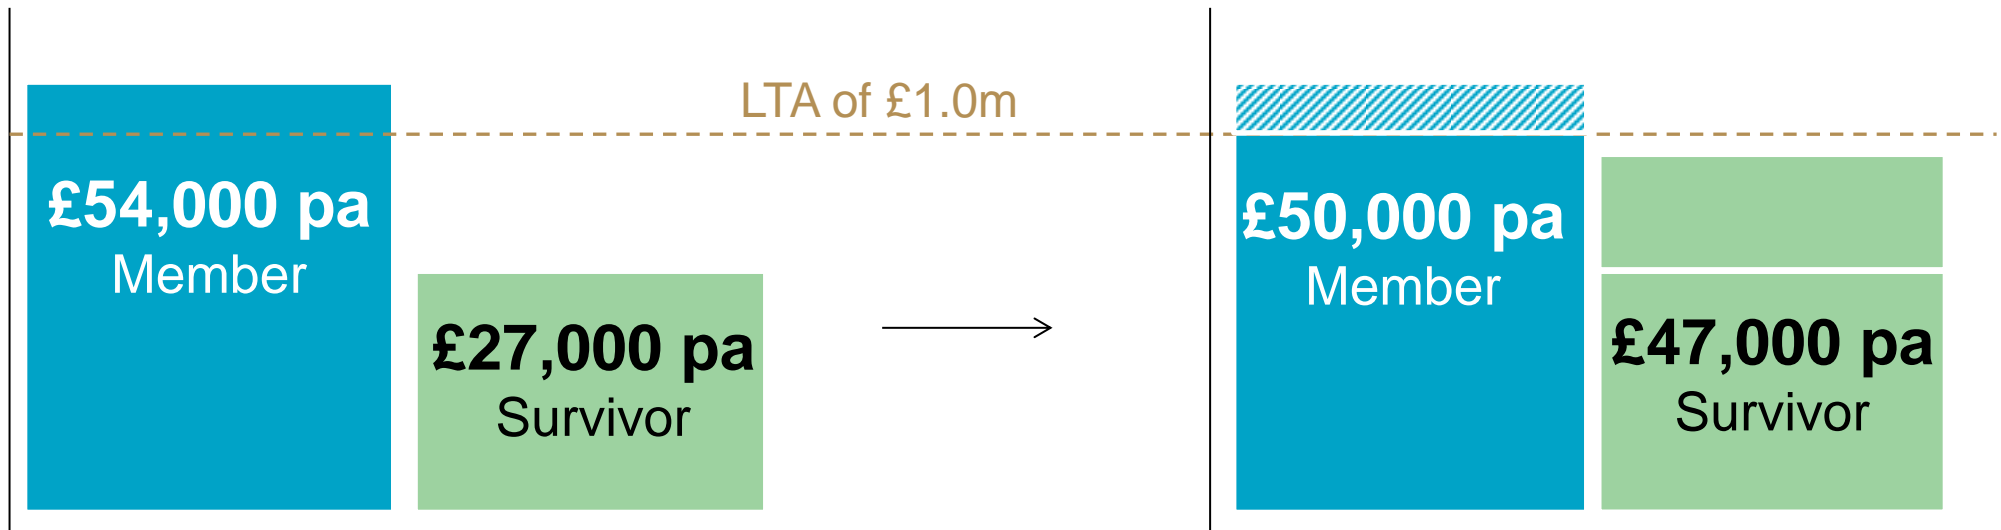 LTA of £1.0m
£54,000 pa
Member
£27,000 pa
Survivor
£50,000 pa
Member
£47,000 pa
Survivor